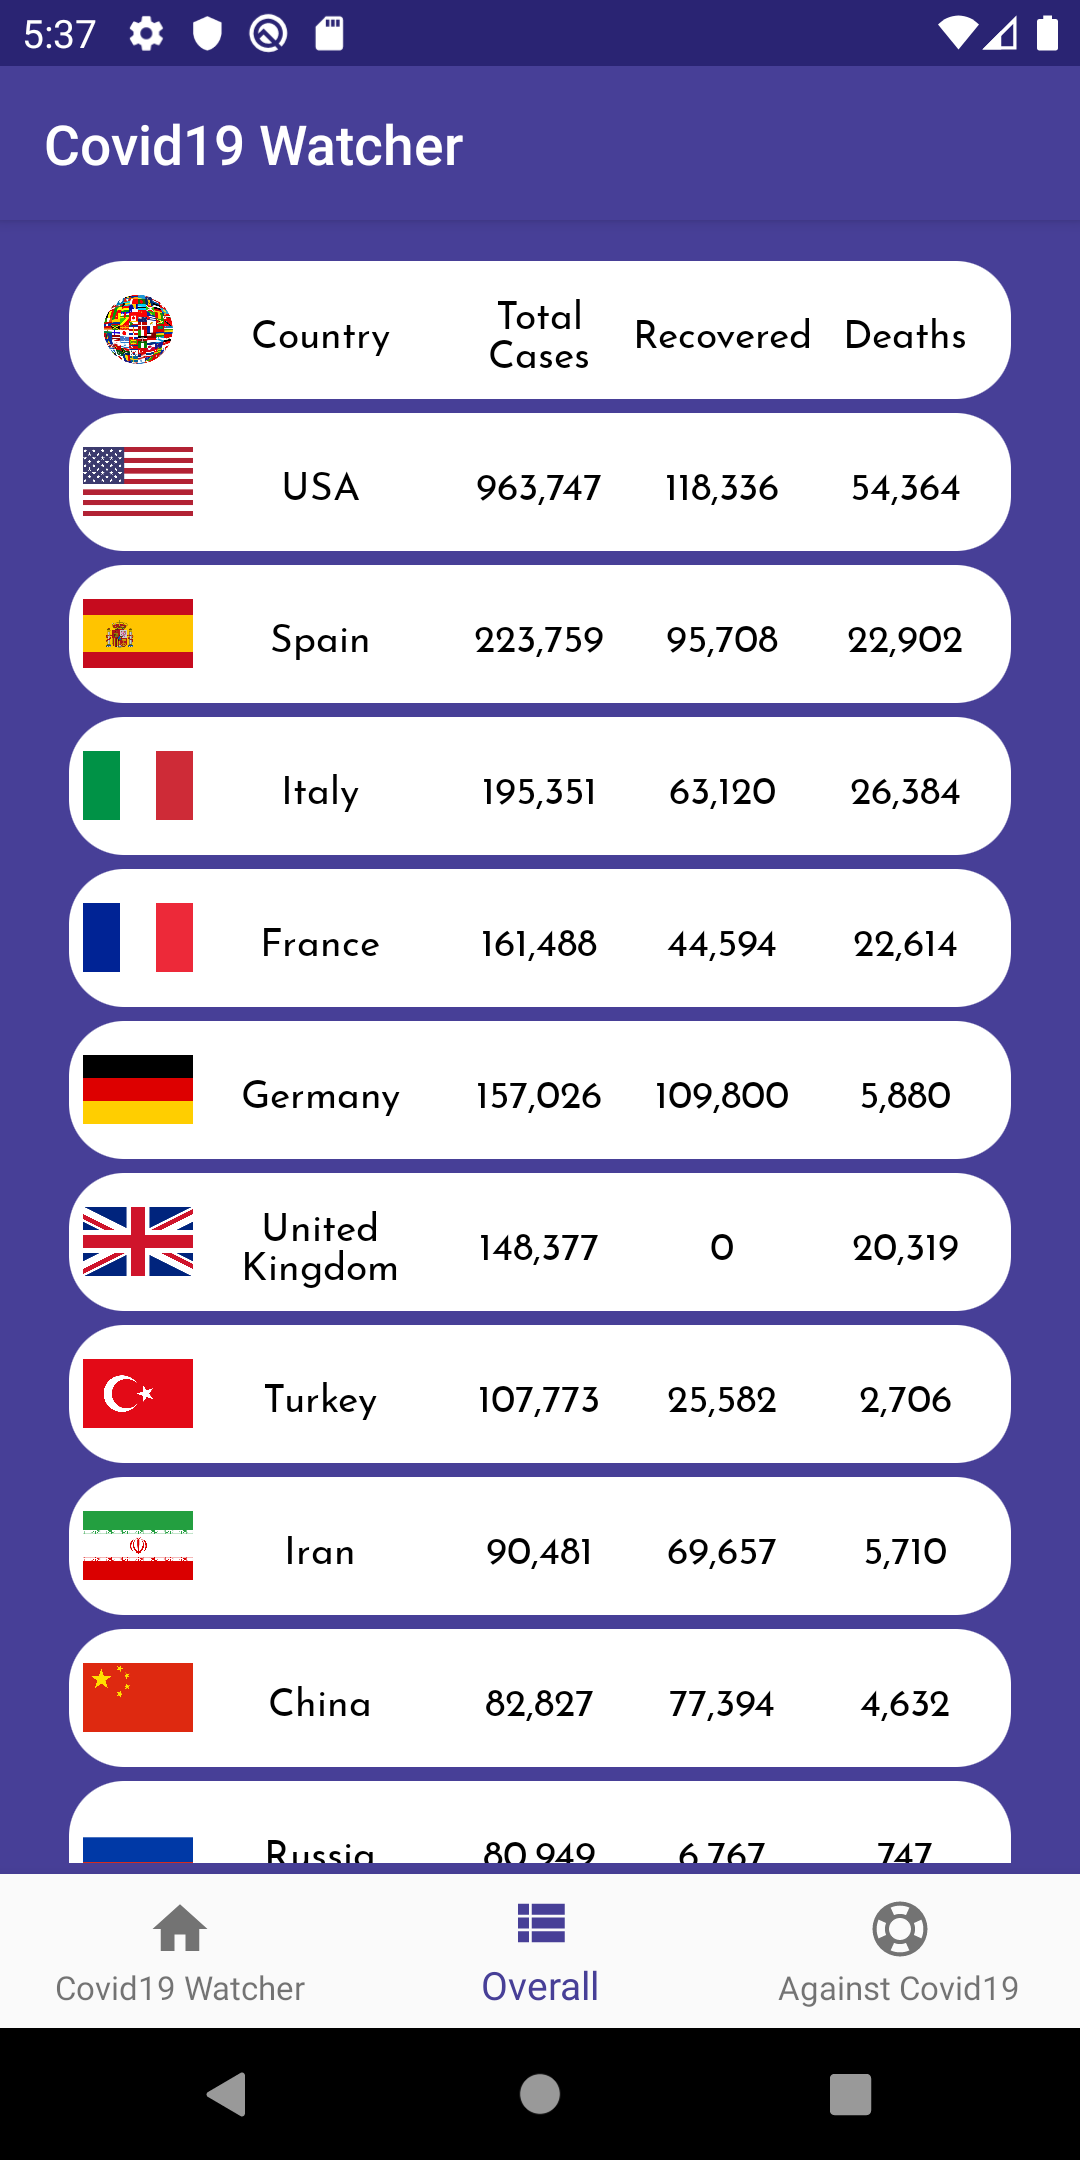 5:37
Covid19 Watcher
Country Total Cases Recovered Deaths
USA 963,747 118,336 54,364
Spain 223,759 95,708 22,902
Italy 195,351 63,120 26,384
France 161,488 44,594 22,614
Germany 157,026 109,800 5,880
United Kingdom 148,377 0 20,319
Turkey 107,773 25,582 2,706
Iran 90,481 69,657 5,710
China 82,827 77,394 4,632
Russia 80,949 6,767 747
Covid19 Watcher Overall Against Covid19